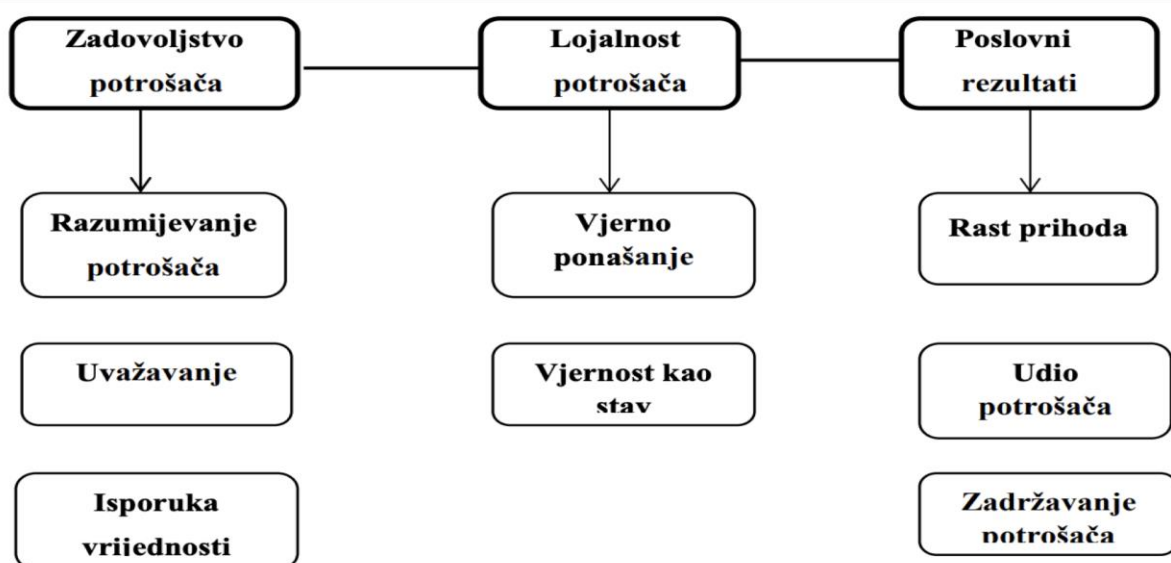 Zadovoljstvo
potrošača
Lojalnost
potrošača
Poslovni
rezultati
Razumijevanje
potrošača
Vjerno
ponašanje
Rast prihoda
Uvažavanje
Vjernost kao
stav
Udio
potrošača
Isporuka
vrijednosti
Zadržavanje
potrošača